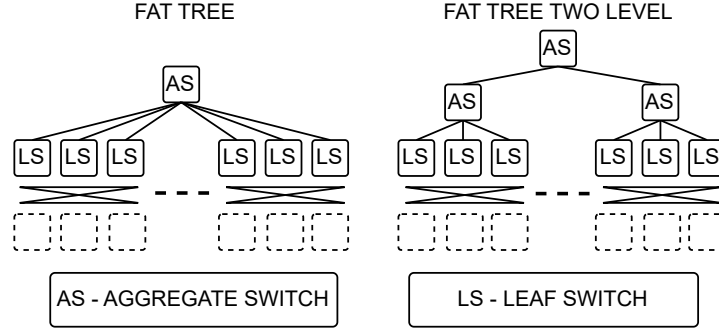 FAT TREE
FAT TREE TWO LEVEL
AS
AS
AS
AS
LS LS LS LS LS LS
LS LS LS LS LS LS
AS - AGGREGATE SWITCH
LS - LEAF SWITCH